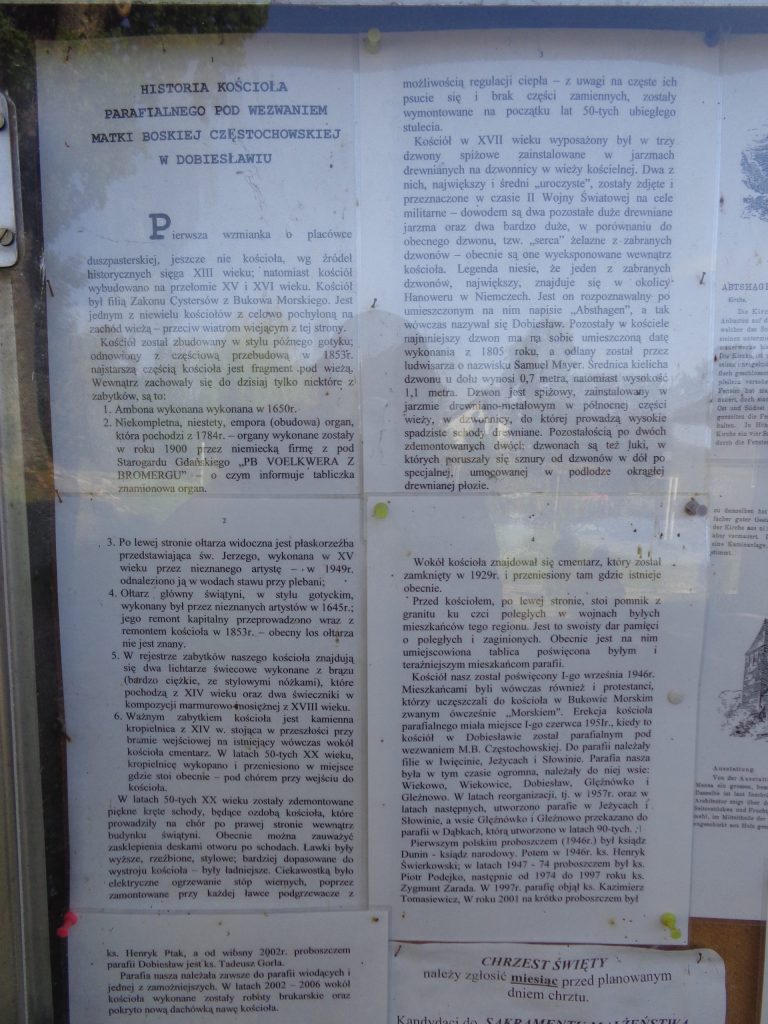 HISTORIA KOŚCIOŁA
PARAFIALNEGO POD WEZWANIEM
MATKI BOSKIEJ CZĘSTOCHOWSKIEJ
W DOBIESŁAWIU
Pierwsza wzmianka o placówce
duszpasterskiej, jeszcze nie kościoła, wg źródeł
historycznych sięga XIII wieku; natomiast kościół
wybudowano na przełomie XV i XVI wieku. Kościół
był filią Zakonu Cystersów z Bukowa Morskiego. Jest
jednym z niewielu kościołów z celowo pochyloną na
zachód wieżą – przeciw wiatrom wiejącym z tej strony.
Kościół został zbudowany w stylu późnego gotyku;
odnowiony z częściową przebudową w 1853r.
najstarszą częścią kościoła jest fragment pod wieżą.
Wewnątrz zachowały się do dzisiaj tylko niektóre z
zabytków, są to:
1. Ambona wykonana wykonana w 1650r.
2. Niekompletna, niestety, empora (obudowa) organ,
która pochodzi z 1784r. – organy wykonane zostały
w roku 1900 przez niemiecką firmę z pod
Starogardu Gdańskiego „PB VOELKWERA Z
BROMERGU" – o czym informuje tabliczka
znamionowa organ.
2
3. Po lewej stronie ołtarza widoczna jest płaskorzeźba
przedstawiająca św. Jerzego, wykonana w XV
wieku przez nieznanego artystę – w 1949r.
odnaleziono ją w wodach stawu przy plebani;
4. Ołtarz główny świątyni, w stylu gotyckim,
wykonany był przez nieznanych artystów w 1645r.;
jego remont kapitalny przeprowadzono wraz z
remontem kościoła w 1853r. – obecny los ołtarza
nie jest znany.
5. W rejestrze zabytków naszego kościoła znajdują
się dwa lichtarze świecowe wykonane z brązu
(bardzo ciężkie, ze stylowymi nóżkami), które
pochodzą z XIV wieku oraz dwa świeczniki w
kompozycji marmurowo mosiężnej z XVIII wieku.
6. Ważnym zabytkiem kościoła jest kamienna
kropielnica z XIV w. stojąca w przeszłości przy
bramie wejściowej na istniejący wówczas wokół
kościoła cmentarz. W latach 50-tych XX wieku,
kropielnicę wykopano i przeniesiono w miejsce
gdzie stoi obecnie – pod chórem przy wejściu do
kościoła.
W latach 50-tych XX wieku zostały zdemontowane
piękne kręte schody, będące ozdobą kościoła, które
prowadziły na chór po prawej stronie wewnątrz
budynku świątyni. Obecnie można zauważyć
zasklepienia deskami otworu po schodach. Ławki były
wyższe, rzeźbione, stylowe; bardziej dopasowane do
wystroju kościoła – były ładniejsze. Ciekawostką było
elektryczne ogrzewanie stóp wiernych, poprzez
zamontowane przy każdej ławce podgrzewacze z
3
możliwością regulacji ciepła – z uwagi na częste ich
psucie się i brak części zamiennych, zostały
wymontowane na początku lat 50-tych ubiegłego
stulecia.
Kościół w XVII wieku wyposażony był w trzy
dzwony spiżowe zainstalowane w jarzmach
drewnianych na dzwonnicy w wieży kościelnej. Dwa z
nich, największy i średni „uroczyste", zostały zdjęte i
przeznaczone w czasie II Wojny Światowej na cele
militarne – dowodem są dwa pozostałe duże drewniane
jarzma oraz dwa bardzo duże, w porównaniu do
obecnego dzwonu, tzw. „serca" żelazne z zabranych
dzwonów – obecnie są one wyeksponowane wewnątrz
kościoła. Legenda niesie, że jeden z zabranych
dzwonów, największy, znajduje się w okolicy
Hanoweru w Niemczech. Jest on rozpoznawalny po
umieszczonym na nim napisie „Absthagen", a tak
wówczas nazywał się Dobiesław. Pozostały w kościele
najmniejszy dzwon ma na sobie umieszczoną datę
wykonania z 1805 roku, a odlany został przez
ludwisarza o nazwisku Samuel Mayer. Średnica kielicha
dzwonu u dołu wynosi 0,7 metra, natomiast wysokość
1,1 metra. Dzwon jest spiżowy, zainstalowany w
jarzmie drewniano-metalowym w północnej części
wieży, w dzwonnicy, do której prowadzą wysokie
spadziste schody drewniane. Pozostałością po dwóch
zdemontowanych dwóch dzwonach są też luki, w
których poruszały się sznury od dzwonów w dół po
specjalnej, umocowanej w podłodze okrągłej
drewnianej płozie.
4
Wokół kościoła znajdował się cmentarz, który został
zamknięty w 1929r. i przeniesiony tam gdzie istnieje
obecnie.
Przed kościołem, po lewej stronie, stoi pomnik z
granitu ku czci poległych w wojnach byłych
mieszkańców tego regionu. Jest to swoisty dar pamięci
o poległych i zaginionych. Obecnie jest na nim
umiejscowiona tablica poświęcona byłym i
teraźniejszym mieszkańcom parafii.
Kościół nasz został poświęcony I-go września 1946r.
Mieszkańcami byli wówczas również i protestanci,
którzy uczęszczali do kościoła w Bukowie Morskim
zwanym ówcześnie „Morskiem". Erekcja kościoła
parafialnego miała miejsce I-go czerwca 1951r., kiedy to
kościół w Dobiesławie został parafialnym pod
wezwaniem M.B. Częstochowskiej. Do parafii należały
filie w Iwięcinie, Jeżycach i Słowinie. Parafia nasza
była w tym czasie ogromna, należały do niej wsie:
Wiekowo, Wiekowice, Dobiesław, Głęźnówko i
Gleźnowo. W latach reorganizacji, tj. w 1957r. oraz w
latach następnych, utworzono parafie w Jeżycach i
Słowinie, a wsie Glęźnówko i Gleźnowo przekazano do
parafii w Dąbkach, którą utworzono w latach 90-tych.
Pierwszym polskim proboszczem (1946r.) był ksiądz
Dunin - ksiądz narodowy. Potem w 1946r. ks. Henryk
Świerkowski; w latach 1947 - 74 proboszczem był ks.
Piotr Podejko, następnie od 1974 do 1997 roku ks.
Zygmunt Zarada. W 1997r. parafię objął ks. Kazimierz
Tomasiewicz, W roku 2001 na krótko proboszczem był
ks. Henryk Ptak, a od wiosny 2002r. proboszczem
parafii Dobiesław jest ks. Tadeusz Gorla.
Parafia nasza należała zawsze do parafii wiodących i
jednej z zamożniejszych. W latach 2002 – 2006 wokół
kościoła wykonane zostały roboty brukarskie oraz
pokryto nową dachówką nawę kościoła.
CHRZEST ŚWIĘTY
należy zgłosić miesiąc przed planowanym
dniem chrztu.
Kandydaci do SAKRAMENTU MAŁŻEŃSTWA
ABTSHAGE
Kirche.
Die Kirc
Ausstattung
Von der Ausstatt